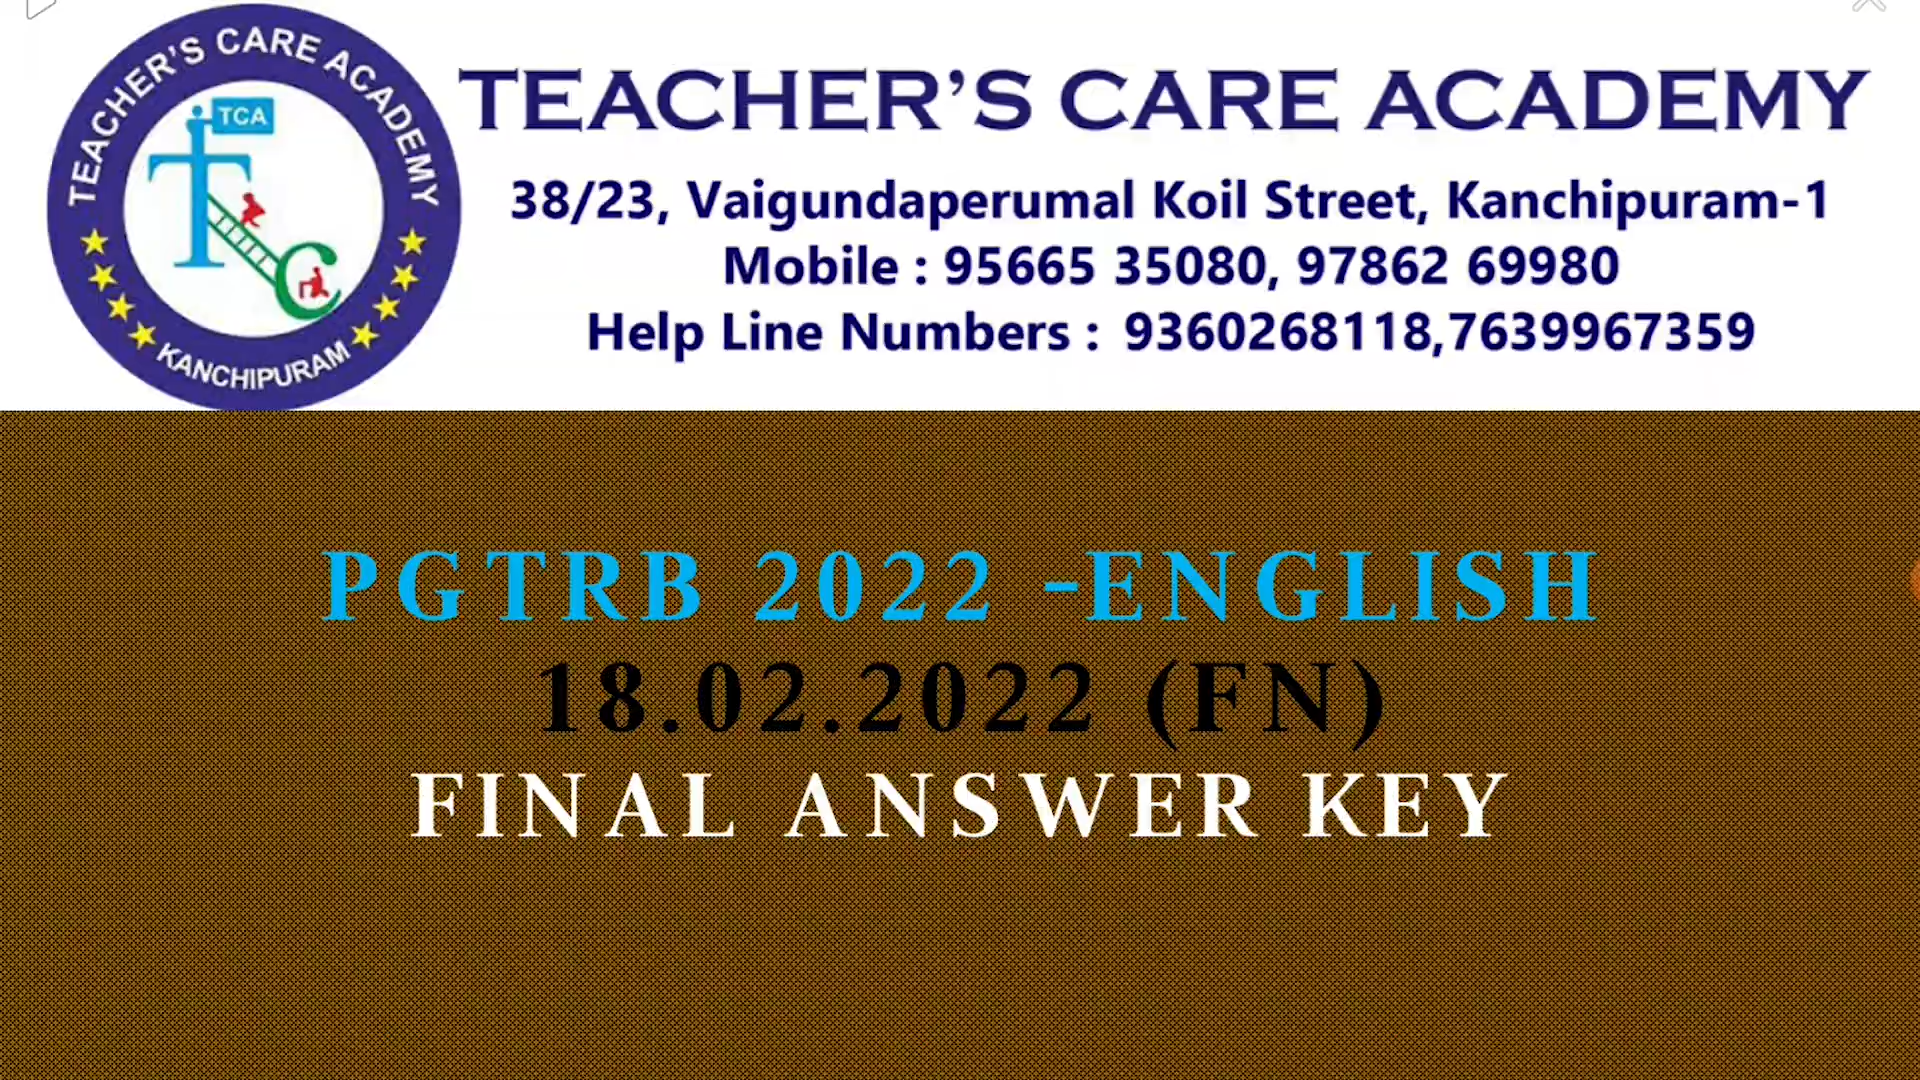 TEACHER'S CARE ACADEMY
TCA
T
C
KANCHIPURAM
TEACHER'S CARE ACADEMY
38/23, Vaigundaperumal Koil Street, Kanchipuram-1
Mobile : 95665 35080, 97862 69980
Help Line Numbers : 9360268118,7639967359
PGTRB 2022 -ENGLISH
18.02.2022 (FN)
FINAL ANSWER KEY